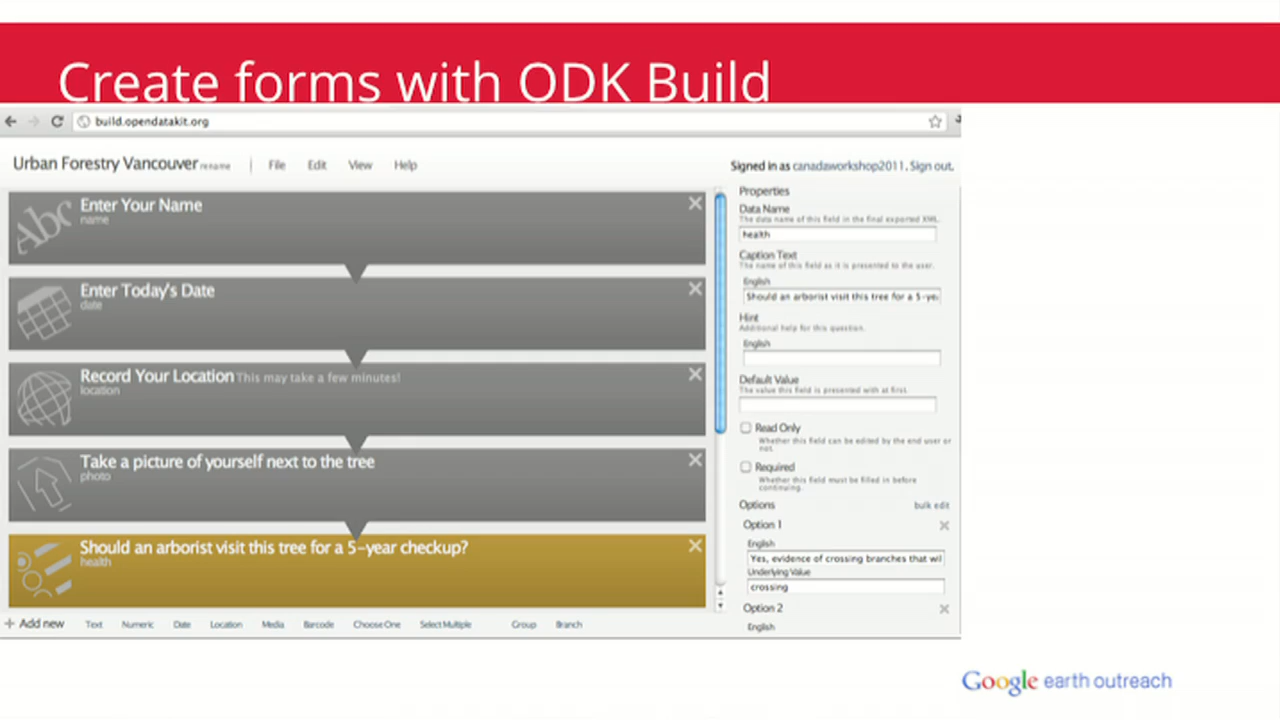 Create forms with ODK Build
build.opendatakit.org
Urban Forestry Vancouver rename | File Edit View Help
Signed in as canadaworkshop2011. Sign out.
Abc
Enter Your Name
name
Enter Today's Date
date
Record Your Location This may take a few minutes!
location
Take a picture of yourself next to the tree
photo
Should an arborist visit this tree for a 5-year checkup?
health
+ Add new Text Numeric Date Location Media Barcode Choose One Select Multiple Group Branch
Properties
Data Name
The data name of this field in the final exported XML.
health
Caption Text
The name of this field as it is presented to the user.
English
Should an arborist visit this tree for a 5-ye
Hint
Additional help for this question.
English
Default Value
The value this field is presented with at first.
Read Only
Whether this field can be edited by the end user or
not.
Required
Whether this field must be filled in before
continuing.
Options bulk edit
Option 1
English
Yes, evidence of crossing branches that wil
Underlying Value
crossing
Option 2
English
Google earth outreach